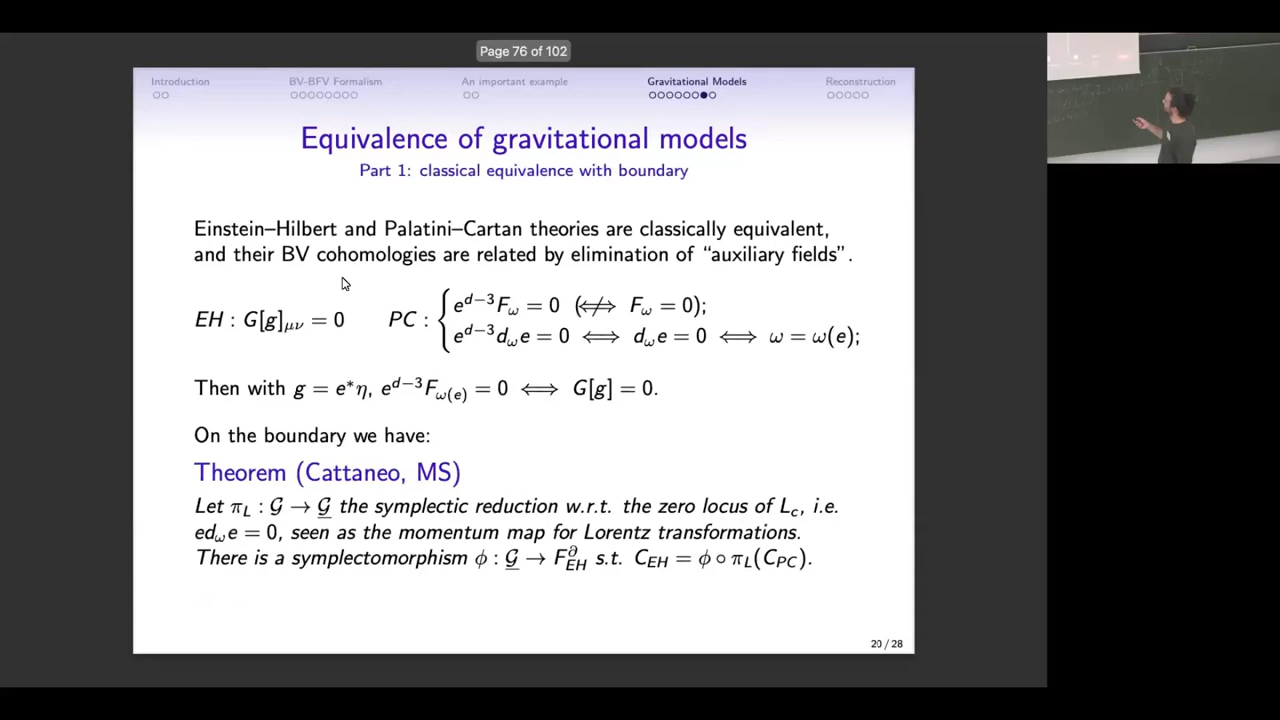 Page 76 of 102
Introduction BV-BFV Formalism An important example Gravitational Models Reconstruction
Equivalence of gravitational models
Part 1: classical equivalence with boundary
Einstein–Hilbert and Palatini–Cartan theories are classically equivalent,
and their BV cohomologies are related by elimination of “auxiliary fields”.
EH : G[g]_{μν} = 0 PC : { e^{d−3}F_ω = 0 (⇎ F_ω = 0);
e^{d−3}d_ωe = 0 ⟺ d_ωe = 0 ⟺ ω = ω(e);
Then with g = e*η, e^{d−3}F_{ω(e)} = 0 ⟺ G[g] = 0.
On the boundary we have:
Theorem (Cattaneo, MS)
Let π_L : 𝒢 → \underline{𝒢} the symplectic reduction w.r.t. the zero locus of L_c, i.e.
ed_ωe = 0, seen as the momentum map for Lorentz transformations.
There is a symplectomorphism ϕ : \underline{𝒢} → F^∂_{EH} s.t. C_{EH} = ϕ ∘ π_L(C_{PC}).
20 / 28